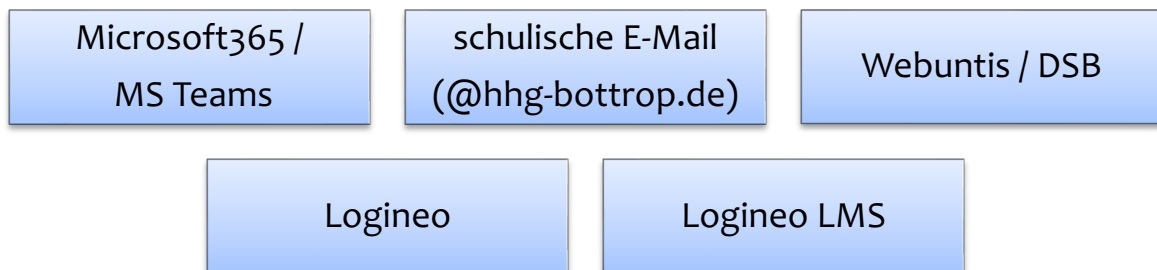 Microsoft365 /
MS Teams
schulische E-Mail
(@hhg-bottrop.de)
Webuntis / DSB
Logineo
Logineo LMS